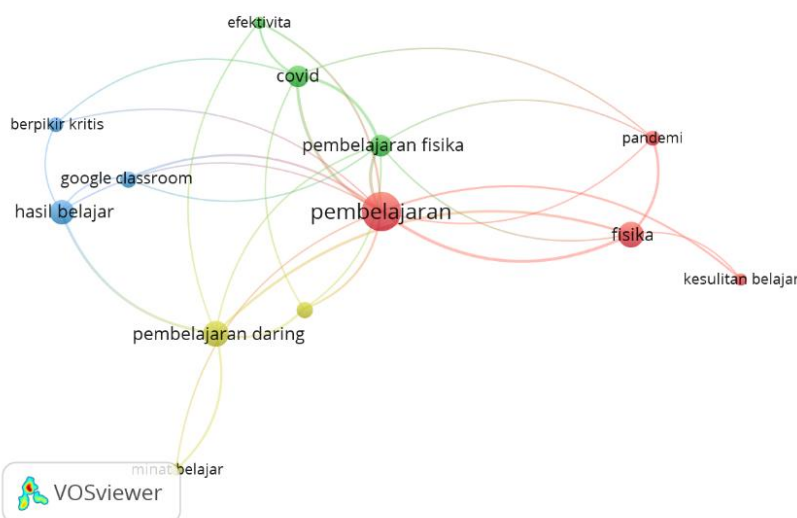 efektivita
covid
berpikir kritis
pembelajaran fisika
pandemi
google classroom
hasil belajar
pembelajaran
fisika
kesulitan belajar
pembelajaran daring
minat belajar
VOSviewer